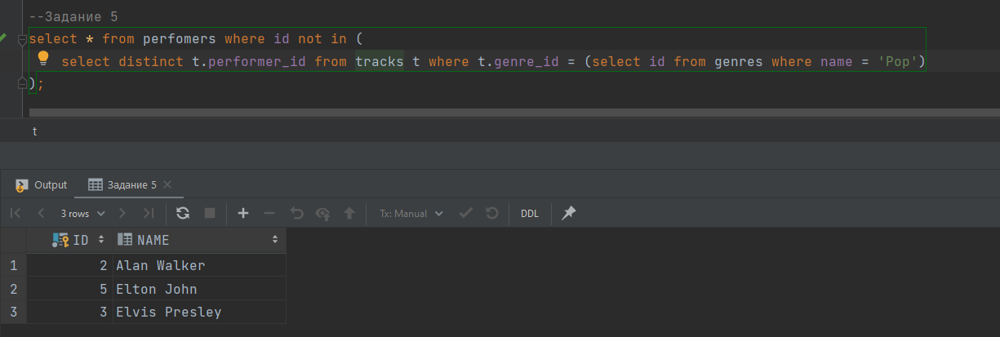 --Задание 5
select * from perfomers where id not in (
select distinct t.performer_id from tracks t where t.genre_id = (select id from genres where name = 'Pop')
);
t
Output
Задание 5
3 rows
Tx: Manual
DDL
ID NAME
1 2 Alan Walker
2 5 Elton John
3 3 Elvis Presley